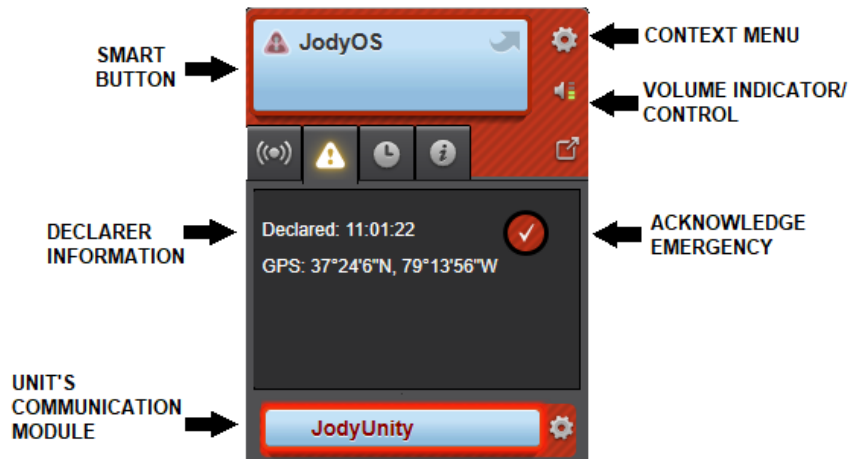 SMART
BUTTON
JodyOS
CONTEXT MENU
VOLUME INDICATOR/
CONTROL
DECLARER
INFORMATION
Declared: 11:01:22
GPS: 37°24'6"N, 79°13'56"W
ACKNOWLEDGE
EMERGENCY
UNIT'S
COMMUNICATION
MODULE
JodyUnity